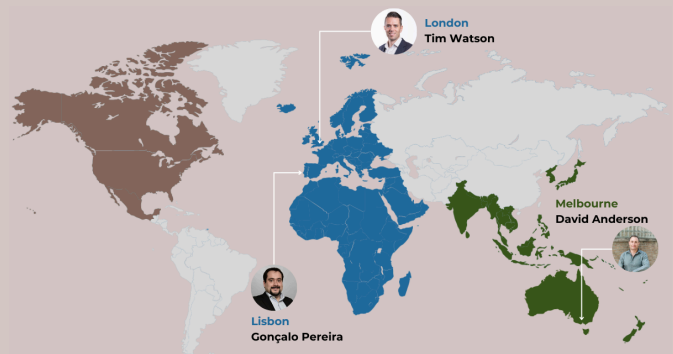 London
Tim Watson
Melbourne
David Anderson
Lisbon
Gonçalo Pereira